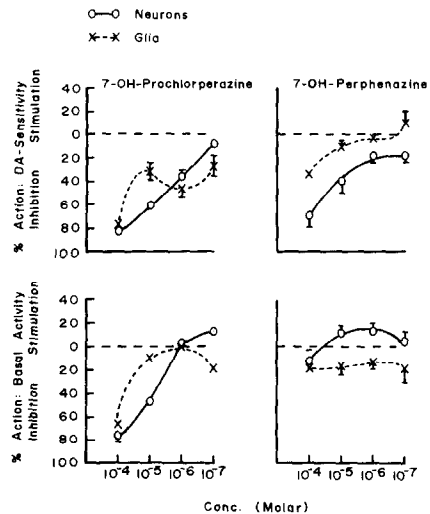 Neurons
Glia
7-OH-Prochlorperazine
7-OH-Perphenazine
% Action: DA-Sensitivity
Inhibition Stimulation
40
20
0
20
40
60
80
100
% Action: Basal Activity
Inhibition Stimulation
40
20
0
20
40
60
80
100
10-4 10-5 10-6 10-7
10-4 10-5 10-6 10-7
Conc. (Molar)